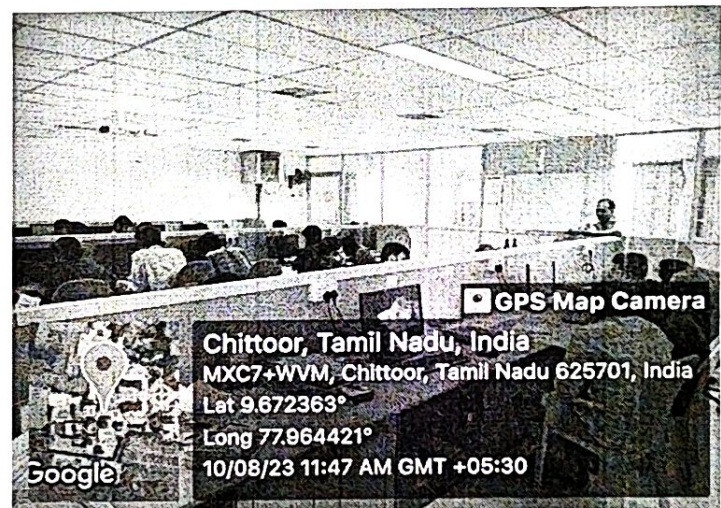 GPS Map Camera
Chittoor, Tamil Nadu, India
MXC7+WVM, Chittoor, Tamil Nadu 625701, India
Lat 9.672363°
Long 77.964421°
10/08/23 11:47 AM GMT +05:30
Google